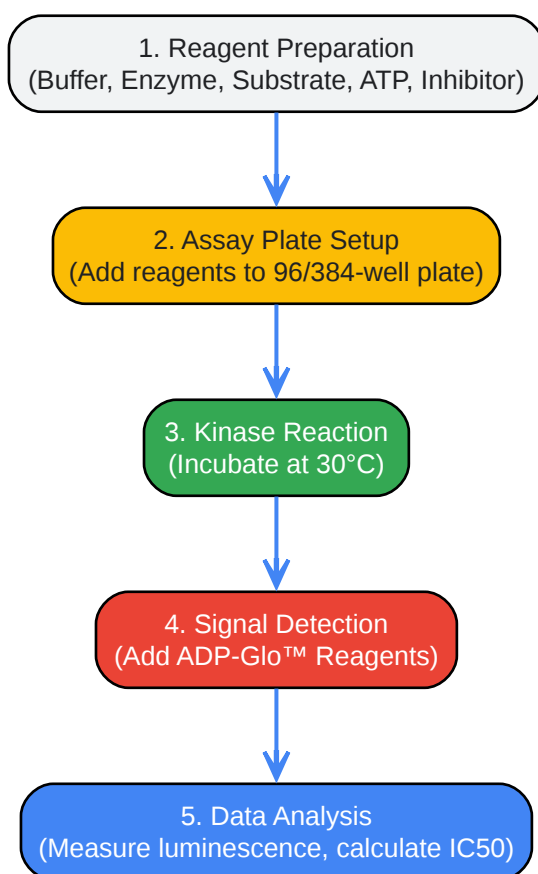 1. Reagent Preparation
(Buffer, Enzyme, Substrate, ATP, Inhibitor)
2. Assay Plate Setup
(Add reagents to 96/384-well plate)
3. Kinase Reaction
(Incubate at 30°C)
4. Signal Detection
(Add ADP-Glo™ Reagents)
5. Data Analysis
(Measure luminescence, calculate IC50)